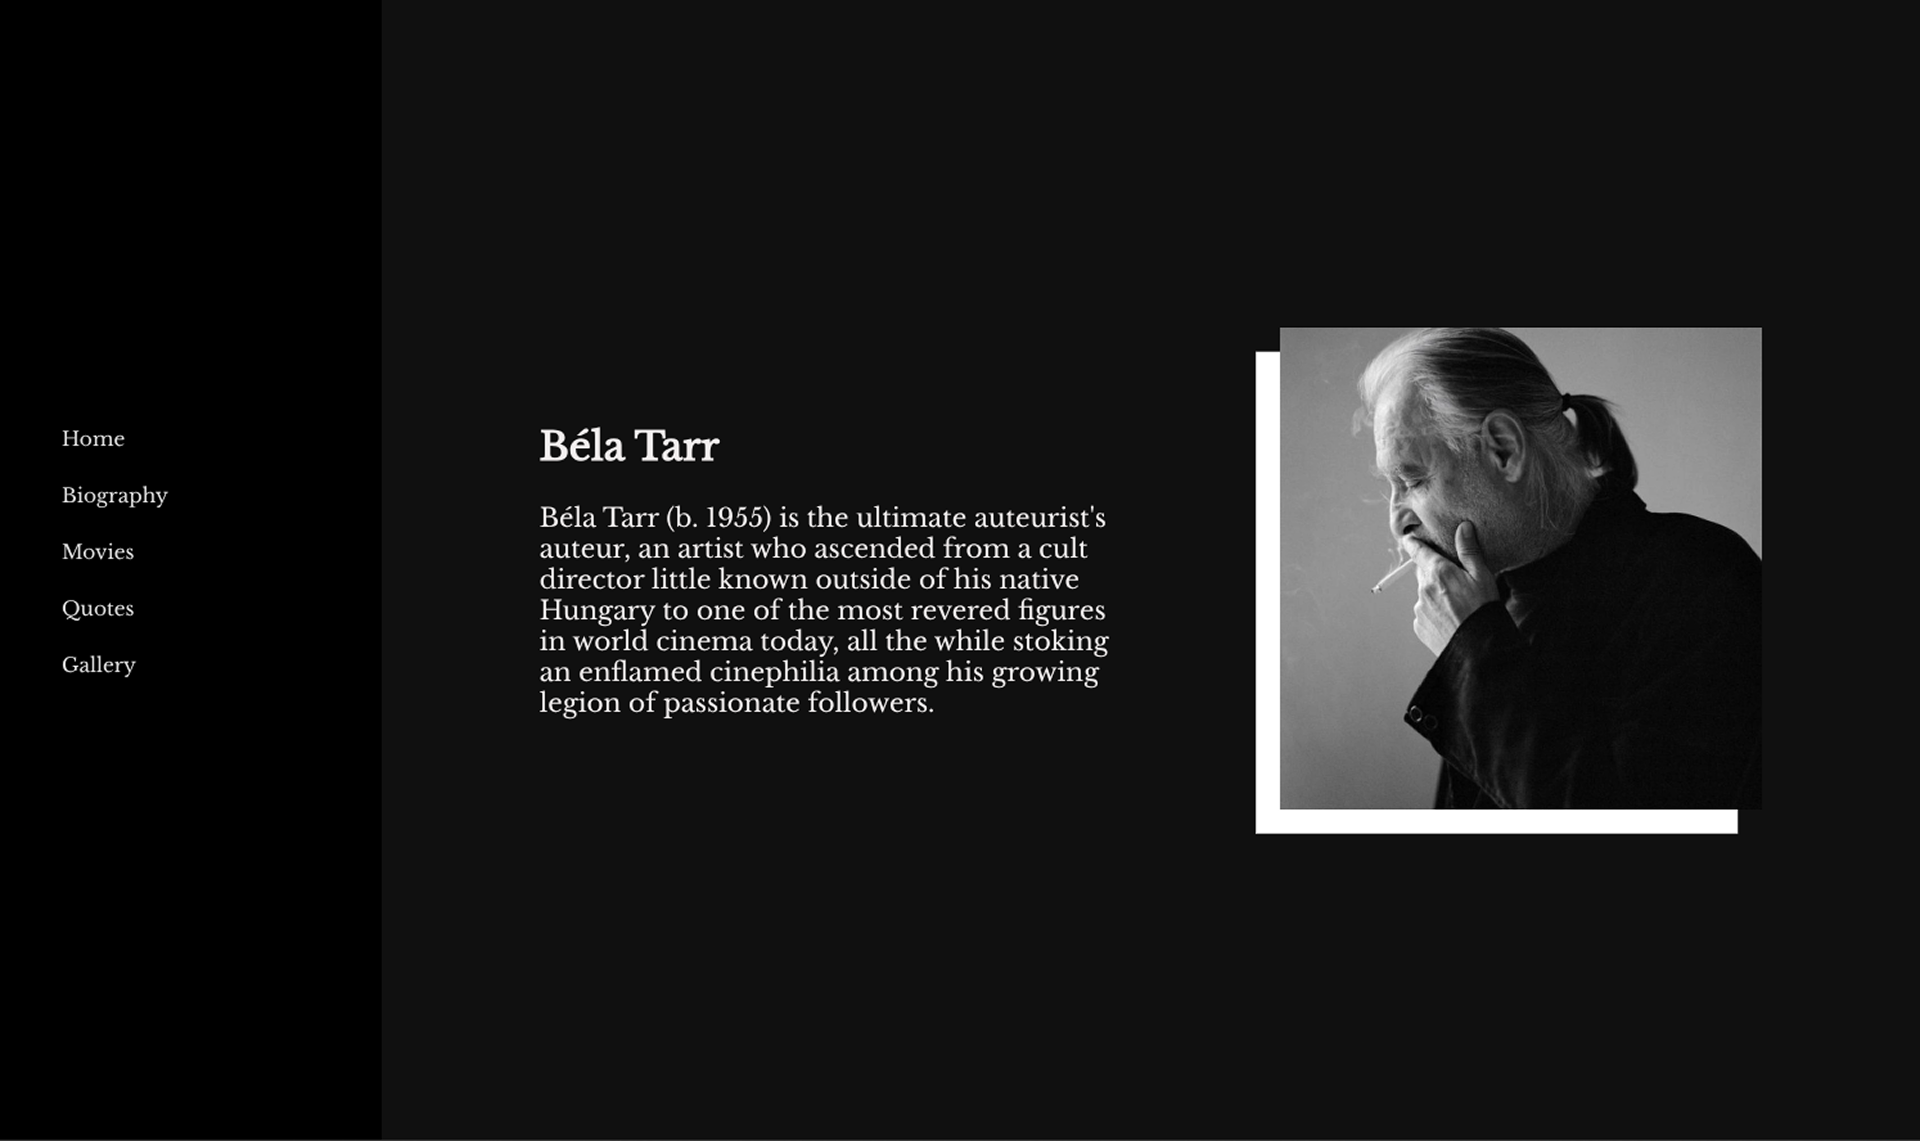 Home
Biography
Movies
Quotes
Gallery
Béla Tarr
Béla Tarr (b. 1955) is the ultimate auteurist's
auteur, an artist who ascended from a cult
director little known outside of his native
Hungary to one of the most revered figures
in world cinema today, all the while stoking
an enflamed cinephilia among his growing
legion of passionate followers.